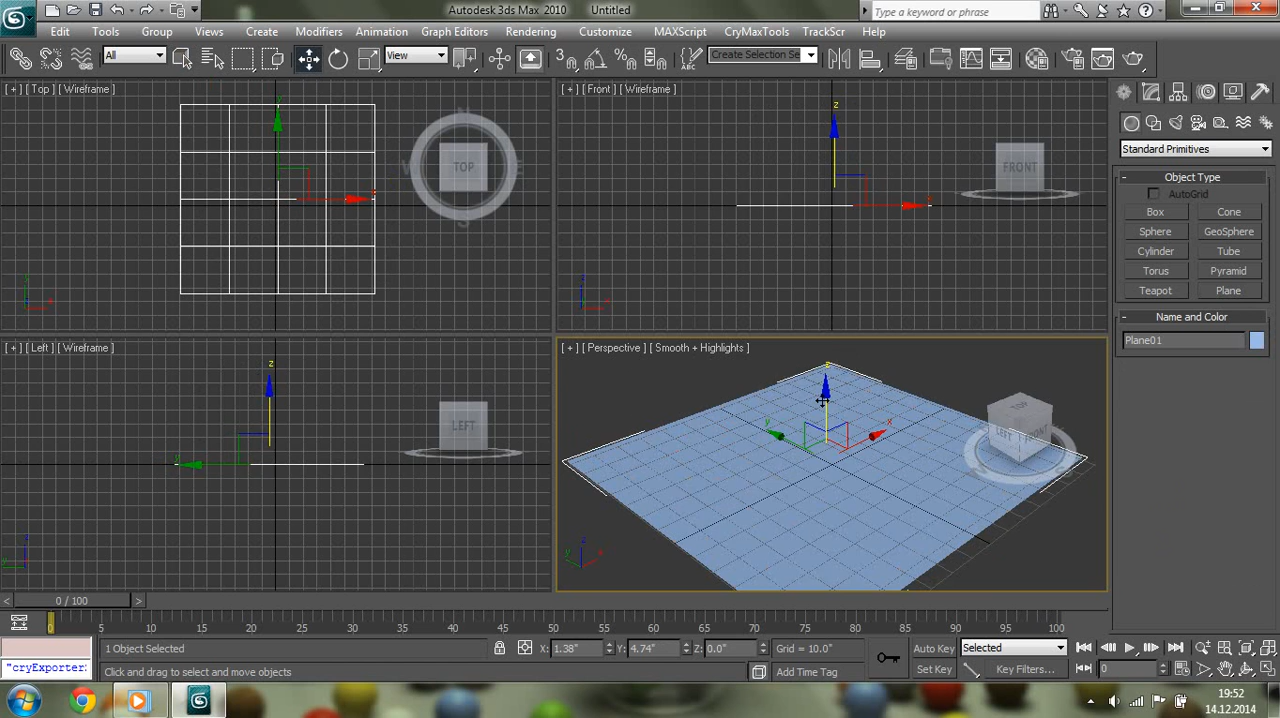 Autodesk 3ds Max 2010 Untitled
Type a keyword or phrase
Edit Tools Group Views Create Modifiers Animation Graph Editors Rendering Customize MAXScript CryMaxTools TrackScr Help
All View 3 % ABC Create Selection Se
[ + ] [ Top ] [ Wireframe ]
[ + ] [ Front ] [ Wireframe ]
TOP
FRONT
Standard Primitives
Object Type
AutoGrid
Box Cone
Sphere GeoSphere
Cylinder Tube
Torus Pyramid
Teapot Plane
Name and Color
Plane01
[ + ] [ Left ] [ Wireframe ]
[ + ] [ Perspective ] [ Smooth + Highlights ]
LEFT
TOP
LEFT FRONT
< 0 / 100 >
0 5 10 15 20 25 30 35 40 45 50 55 60 65 70 75 80 85 90 95 100
1 Object Selected X: 1.38" Y: 4.74" Z: 0.0" Grid = 10.0" Auto Key Selected
"cryExporter: Click and drag to select and move objects Add Time Tag Set Key Key Filters... 0
19:52
14.12.2014